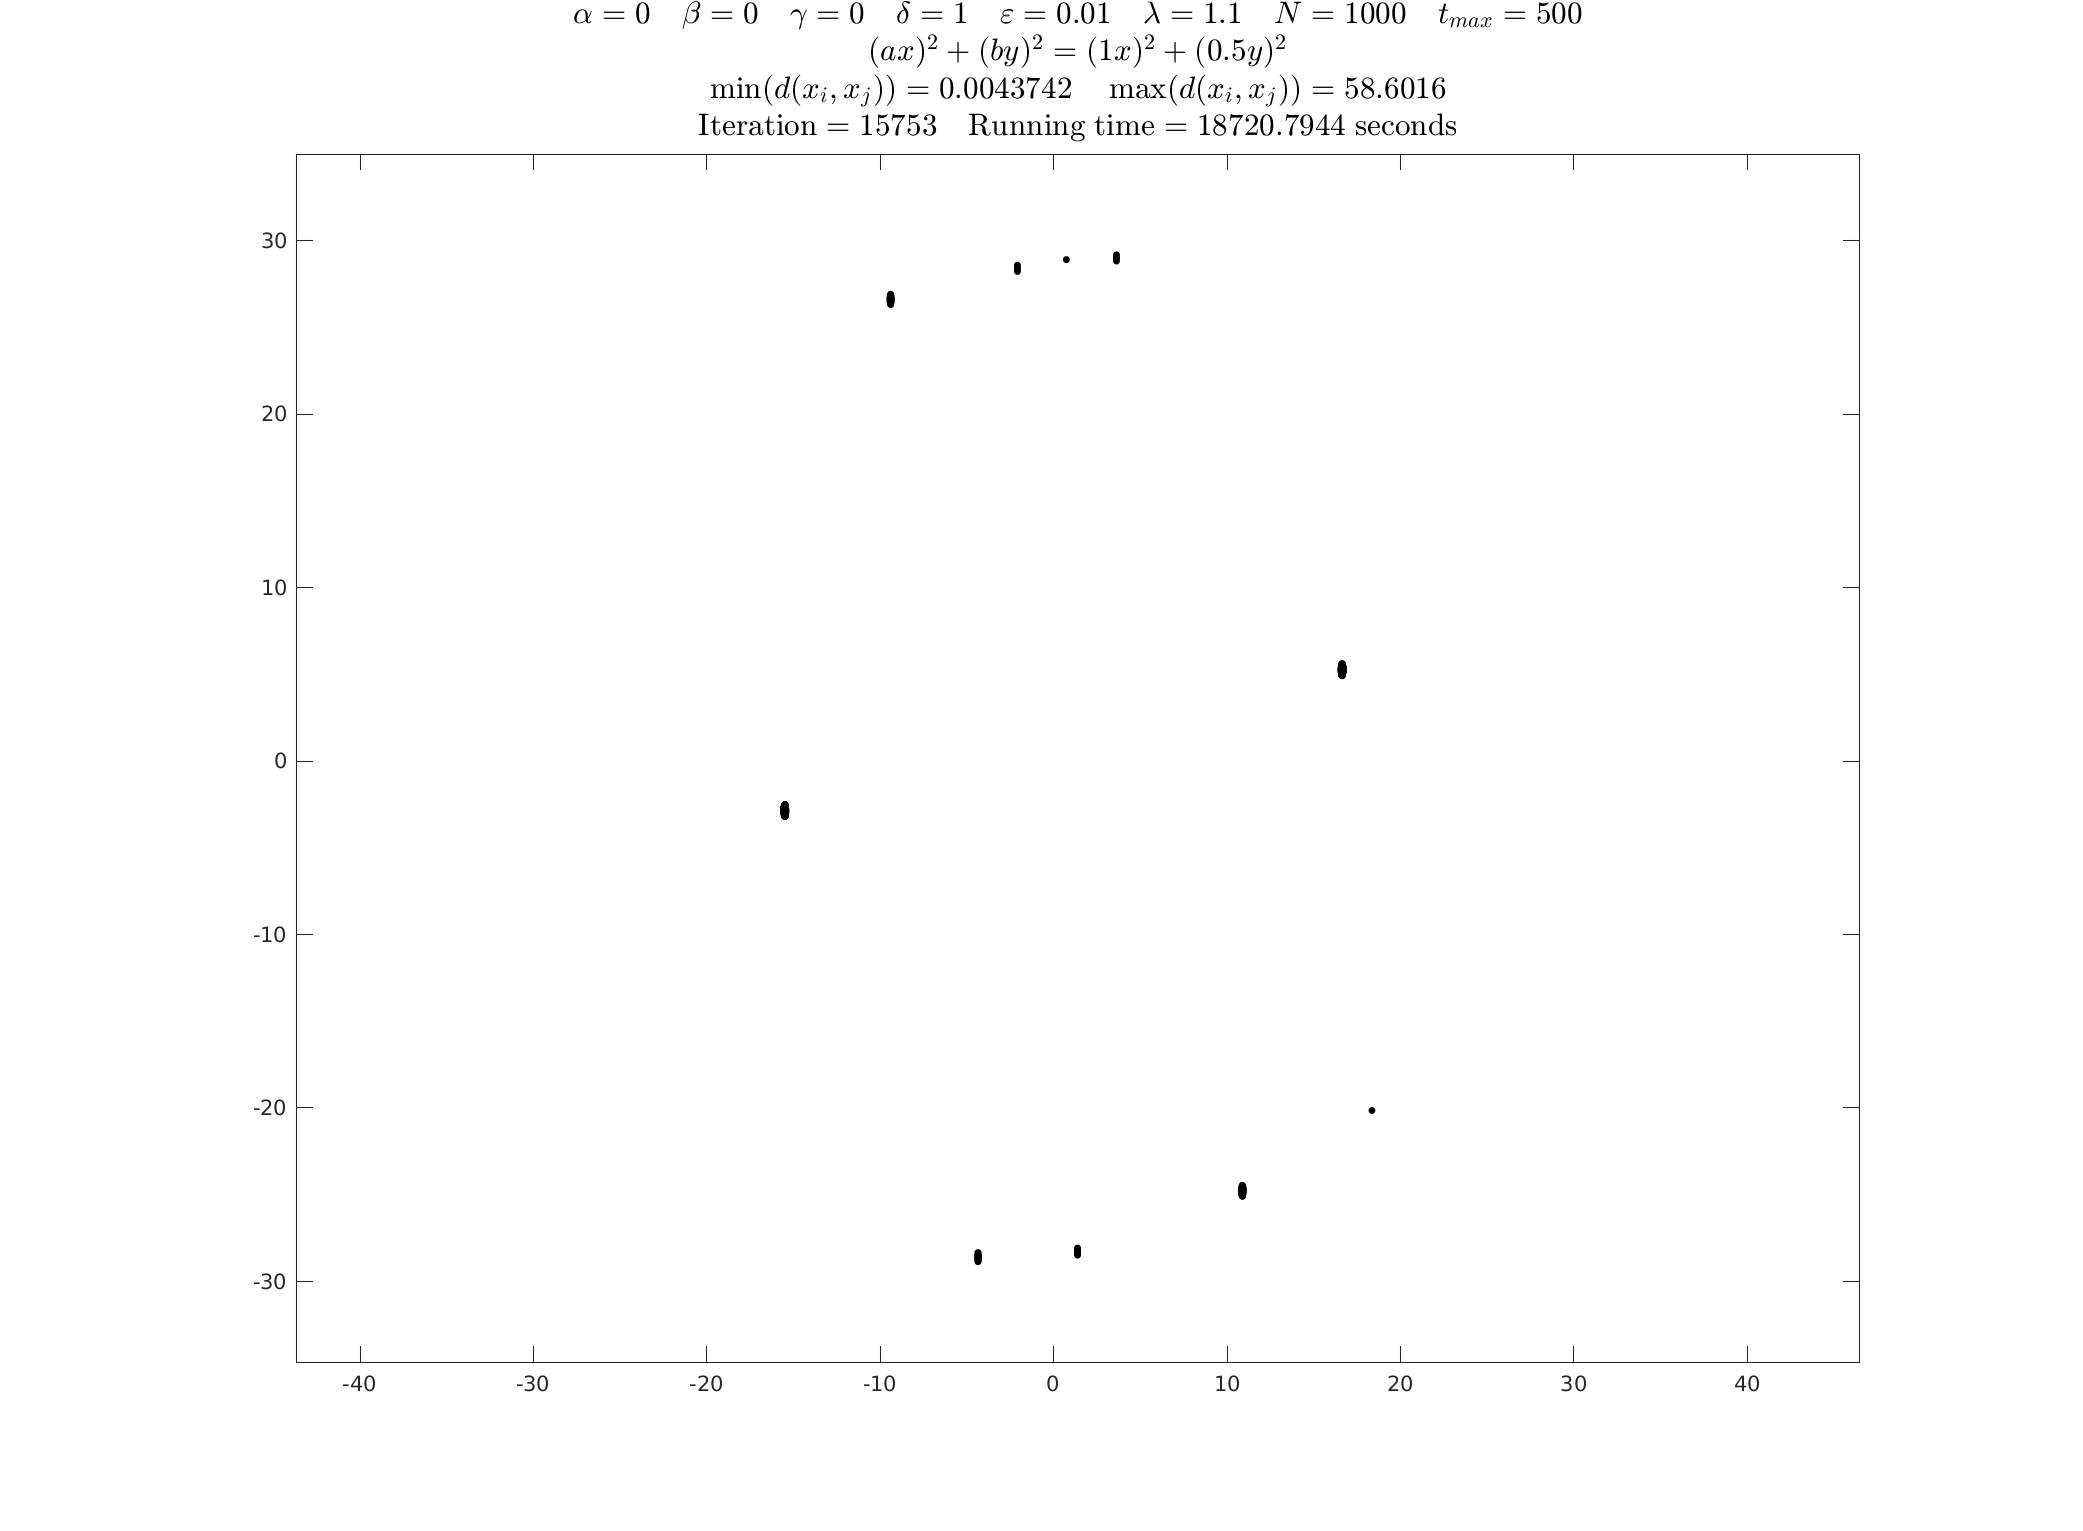 α = 0 β = 0 γ = 0 δ = 1 ε = 0.01 λ = 1.1 N = 1000 t_{max} = 500
(ax)² + (by)² = (1x)² + (0.5y)²
min(d(x_i, x_j)) = 0.0043742 max(d(x_i, x_j)) = 58.6016
Iteration = 15753 Running time = 18720.7944 seconds
30
20
10
0
-10
-20
-30
-40 -30 -20 -10 0 10 20 30 40